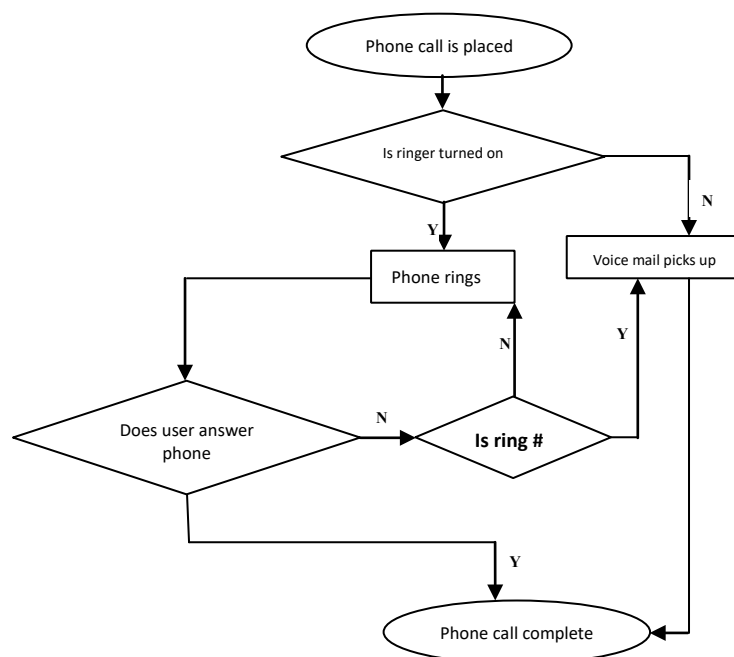 Phone call is placed
Is ringer turned on
N
Y
Voice mail picks up
Phone rings
N
Y
Does user answer
phone
N
Is ring #
Y
Phone call complete